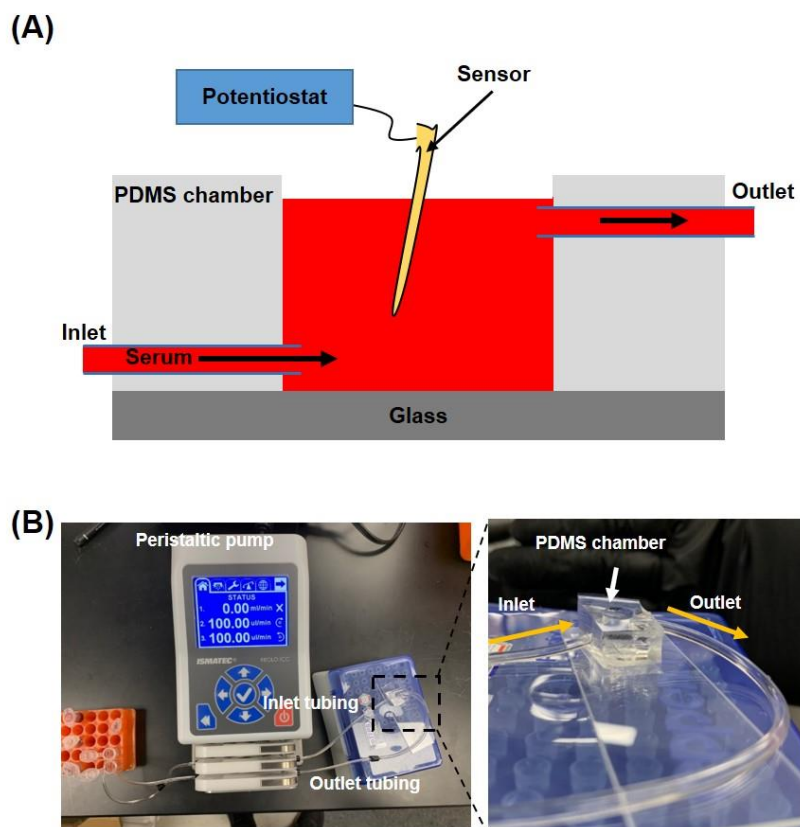 (A)
Potentiostat
Sensor
PDMS chamber
Outlet
Inlet
Serum
Glass
(B)
Peristaltic pump
STATUS
1. 0.00 ml/min
2. 100.00 ul/min
3. 100.00 ul/min
ISMATEC®
Inlet tubing
Outlet tubing
PDMS chamber
Inlet
Outlet